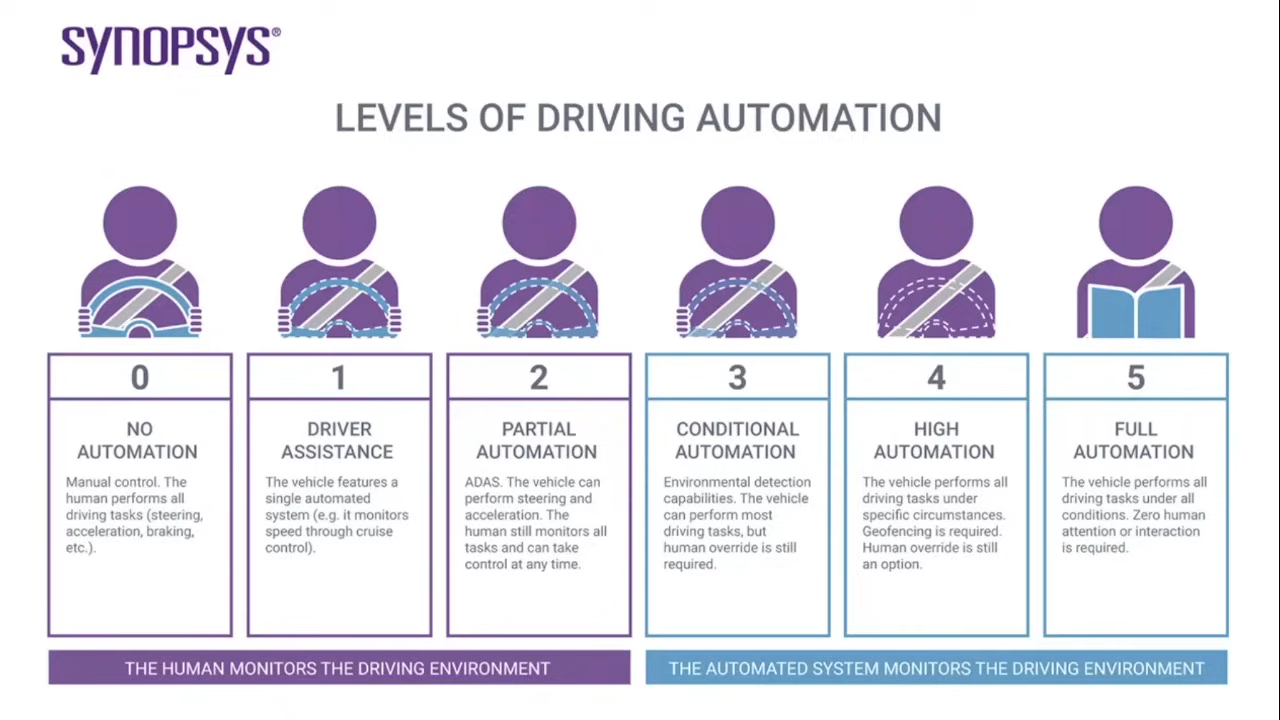 SYNOPSYS®
LEVELS OF DRIVING AUTOMATION
0
NO
AUTOMATION
Manual control. The
human performs all
driving tasks (steering,
acceleration, braking,
etc.).
1
DRIVER
ASSISTANCE
The vehicle features a
single automated
system (e.g. it monitors
speed through cruise
control).
2
PARTIAL
AUTOMATION
ADAS. The vehicle can
perform steering and
acceleration. The
human still monitors all
tasks and can take
control at any time.
3
CONDITIONAL
AUTOMATION
Environmental detection
capabilities. The vehicle
can perform most
driving tasks, but
human override is still
required.
4
HIGH
AUTOMATION
The vehicle performs all
driving tasks under
specific circumstances.
Geofencing is required.
Human override is still
an option.
5
FULL
AUTOMATION
The vehicle performs all
driving tasks under all
conditions. Zero human
attention or interaction
is required.
THE HUMAN MONITORS THE DRIVING ENVIRONMENT
THE AUTOMATED SYSTEM MONITORS THE DRIVING ENVIRONMENT